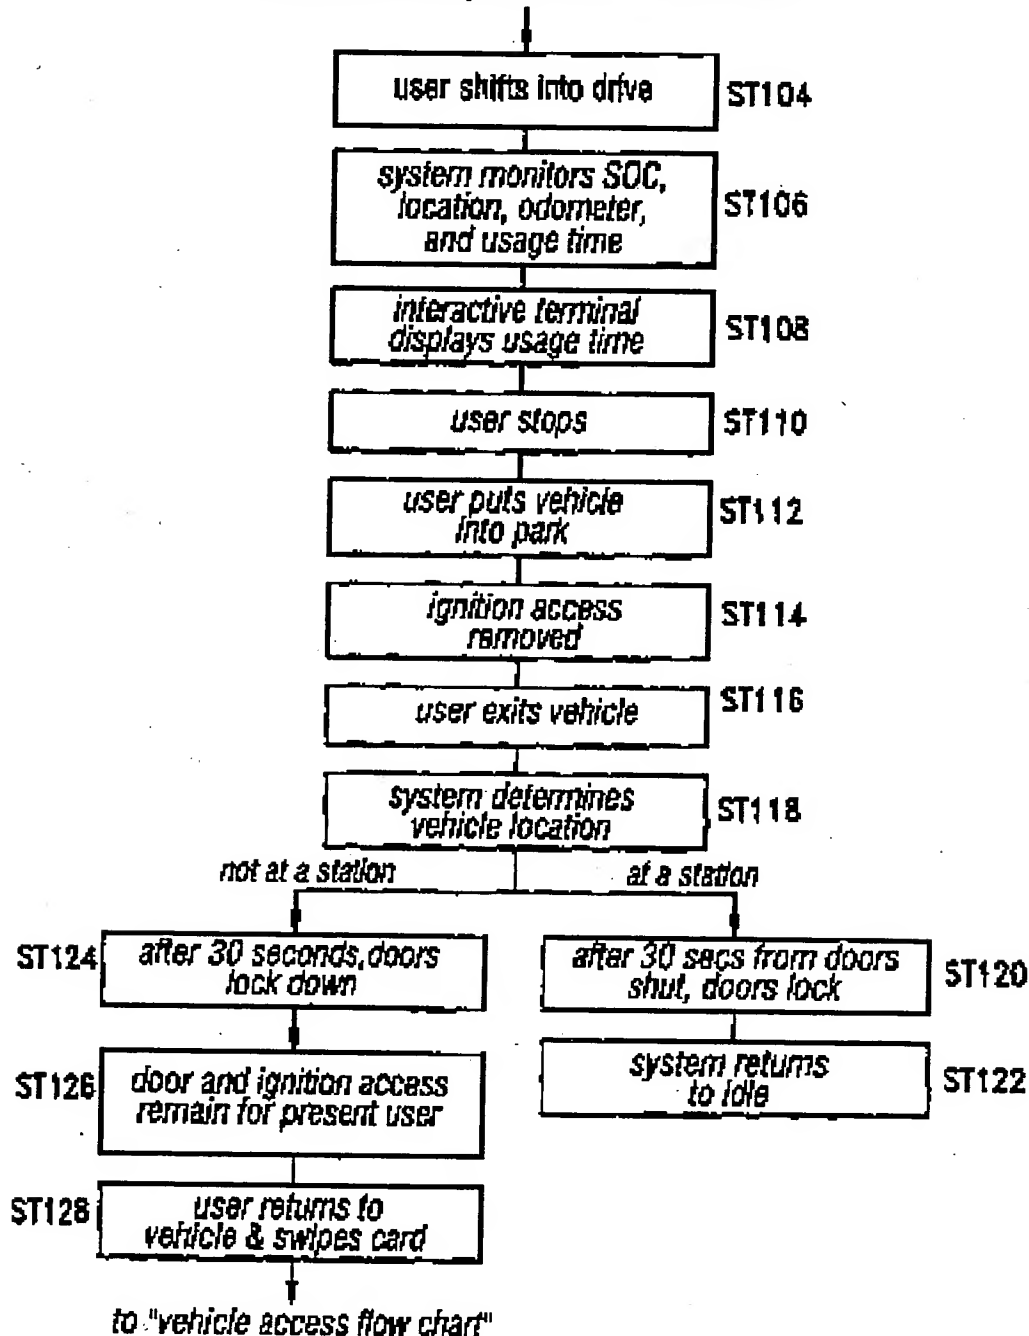 user shifts into drive
ST104
system monitors SOC,
location, odometer,
and usage time
ST106
interactive terminal
displays usage time
ST108
user stops
ST110
user puts vehicle
into park
ST112
ignition access
removed
ST114
user exits vehicle
ST116
system determines
vehicle location
ST118
not at a station
at a station
ST124
after 30 seconds, doors
lock down
after 30 secs from doors
shut, doors lock
ST120
ST126
door and ignition access
remain for present user
system returns
to idle
ST122
ST128
user returns to
vehicle & swipes card
to "vehicle access flow chart"